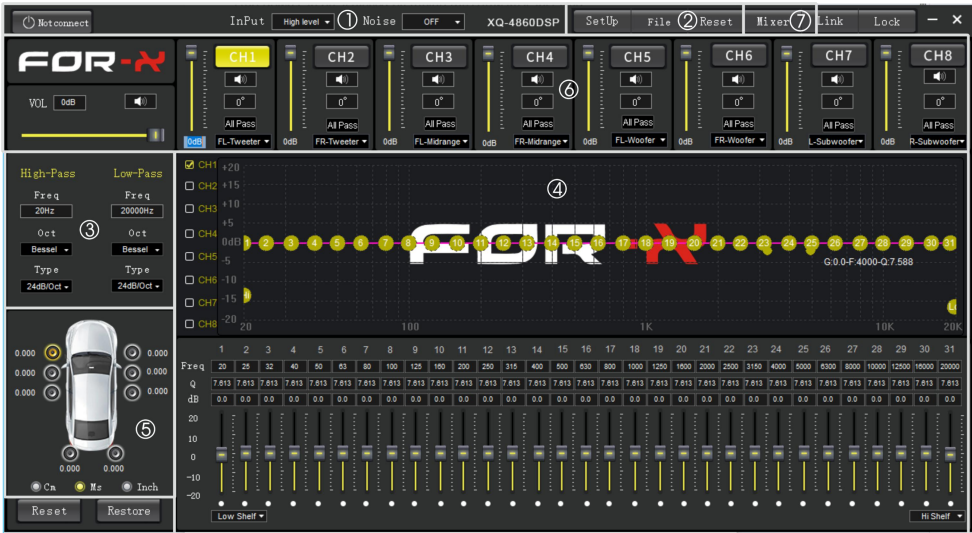 Notconnect InPut High level ① Noise OFF XQ-4860DSP SetUp File ② Reset Mixer ⑦ Link Lock
FOR-X
CH1 CH2 CH3 CH4 CH5 CH6 CH7 CH8
VOL 0dB
0° 0° 0° 0° ⑥ 0° 0° 0° 0°
All Pass All Pass All Pass All Pass All Pass All Pass All Pass All Pass
0dB FL-Tweeter 0dB FR-Tweeter 0dB FL-Midrange 0dB FR-Midrange 0dB FL-Woofer 0dB FR-Woofer 0dB L-Subwoofer 0dB R-Subwoofer
High-Pass Low-Pass
Freq Freq
20Hz 20000Hz
③
Oct Oct
Bessel Bessel
Type Type
24dB/Oct 24dB/Oct
CH1 +20
CH2 +15
④
CH3 +10
+5
CH4
FOR-X
0dB 1 2 3 4 5 6 7 8 9 10 11 12 13 14 15 16 17 18 19 20 21 22 23 24 25 26 27 28 29 30 31
CH5 -5
G:0.0-F:4000-Q:7.588
CH6 -10
CH7 -15
CH8 -20
20 100 1K 10K 20K
0.000 0.000
0.000 0.000
0.000 0.000
⑤
0.000 0.000
Cm Ms Inch
Reset Restore
1 2 3 4 5 6 7 8 9 10 11 12 13 14 15 16 17 18 19 20 21 22 23 24 25 26 27 28 29 30 31
Freq 20 25 32 40 50 63 80 100 125 160 200 250 315 400 500 630 800 1000 1250 1600 2000 2500 3150 4000 5000 6300 8000 10000 12500 16000 20000
Q 7.613 7.613 7.613 7.613 7.613 7.613 7.613 7.613 7.613 7.613 7.613 7.613 7.613 7.613 7.613 7.613 7.613 7.613 7.613 7.613 7.613 7.613 7.613 7.613 7.613 7.613 7.613 7.613 7.613 7.613 7.613
dB 0.0 0.0 0.0 0.0 0.0 0.0 0.0 0.0 0.0 0.0 0.0 0.0 0.0 0.0 0.0 0.0 0.0 0.0 0.0 0.0 0.0 0.0 0.0 0.0 0.0 0.0 0.0 0.0 0.0 0.0 0.0
20
10
0
-10
-20
Low Shelf Hi Shelf